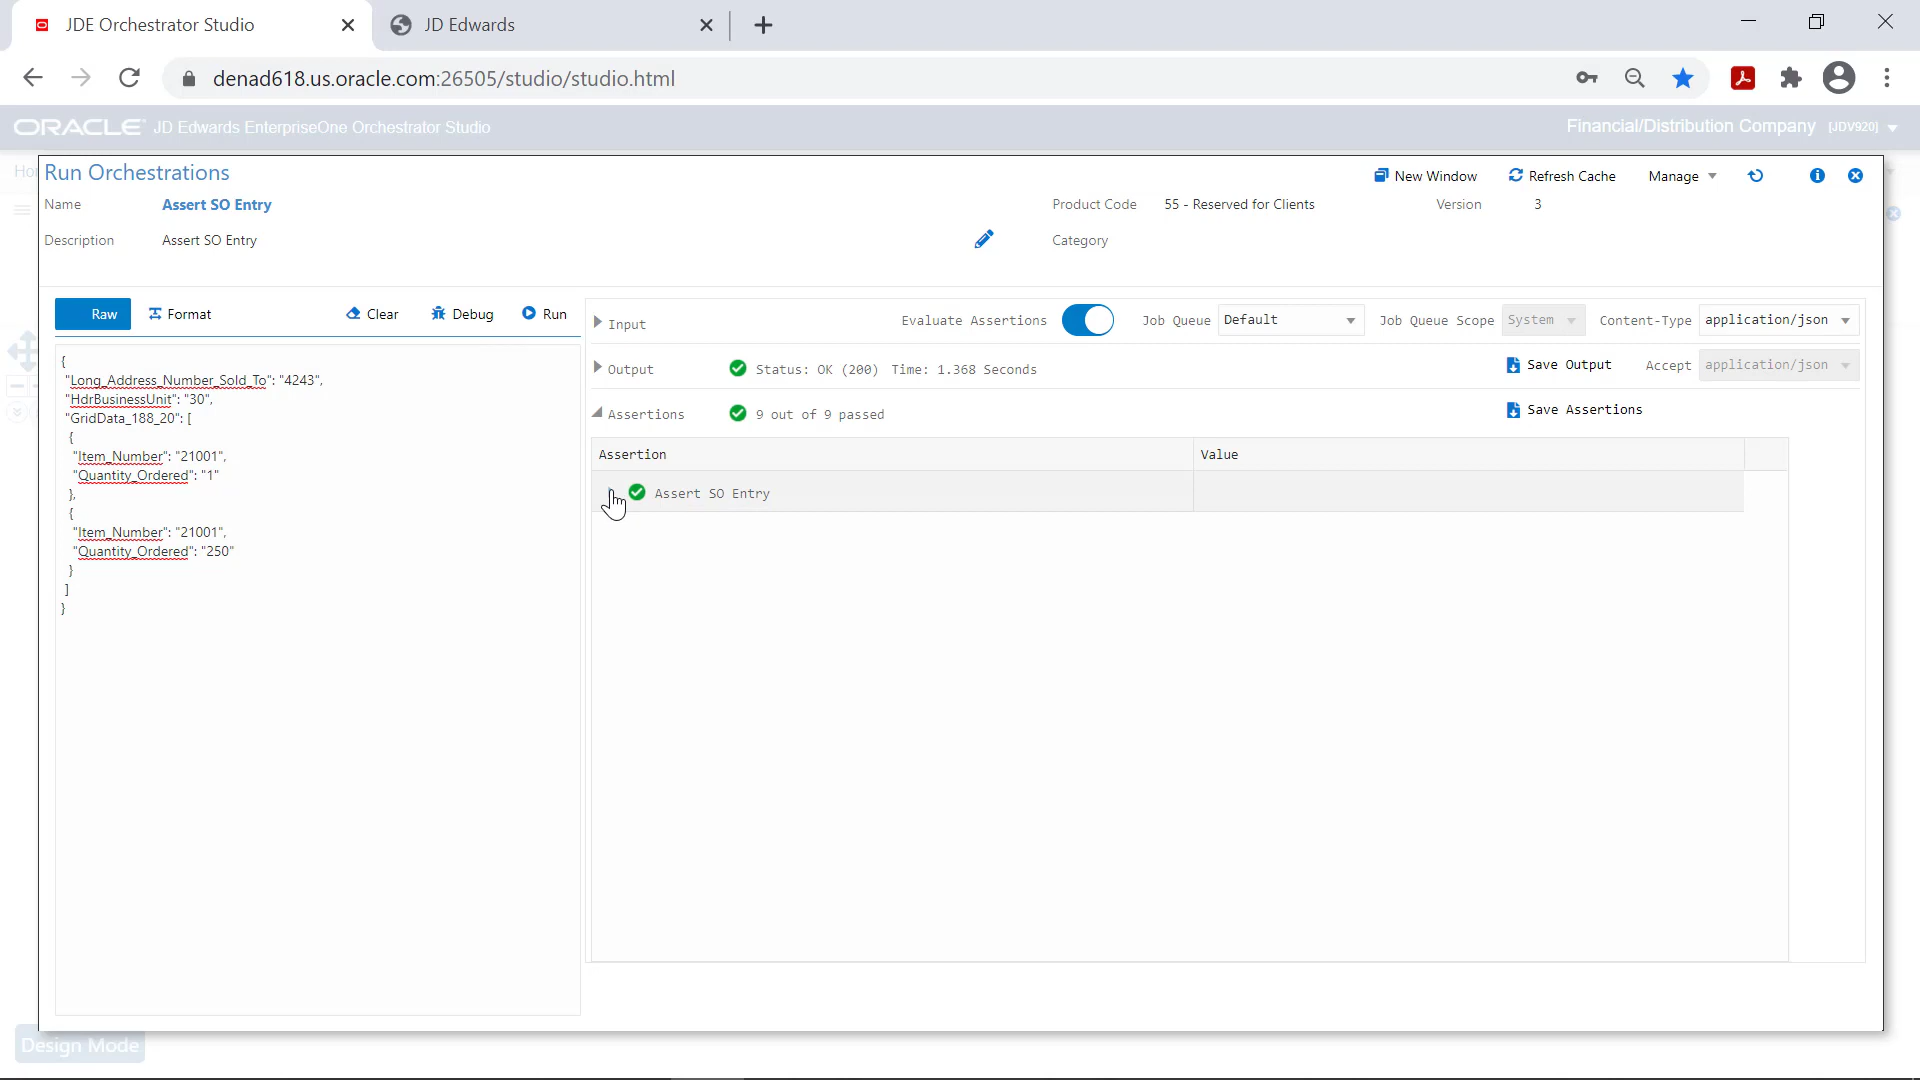 JDE Orchestrator Studio
JD Edwards
denad618.us.oracle.com:26505/studio/studio.html
ORACLE JD Edwards EnterpriseOne Orchestrator Studio
Financial/Distribution Company [JDV920]
Run Orchestrations
New Window
Refresh Cache
Manage
Name Assert SO Entry
Product Code 55 - Reserved for Clients
Version 3
Description Assert SO Entry
Category
Raw Format Clear Debug Run
{
"Long_Address_Number_Sold_To": "4243",
"HdrBusinessUnit": "30",
"GridData_188_20": [
{
"Item_Number": "21001",
"Quantity_Ordered": "1"
},
{
"Item_Number": "21001",
"Quantity_Ordered": "250"
}
]
}
Input Evaluate Assertions Job Queue Default Job Queue Scope System Content-Type application/json
Output Status: OK (200) Time: 1.368 Seconds Save Output Accept application/json
Assertions 9 out of 9 passed Save Assertions
Assertion Value
Assert SO Entry
Design Mode